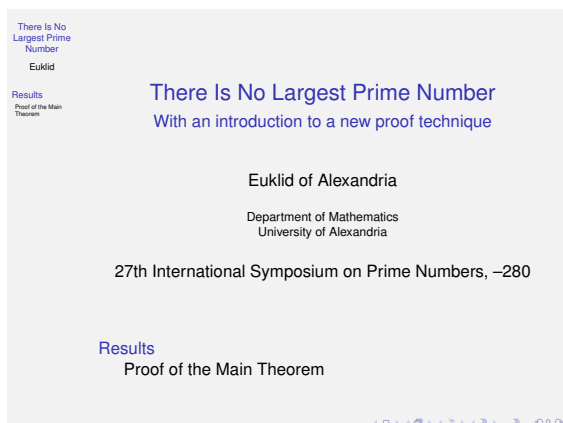 There Is No
Largest Prime
Number
Euklid
Results
Proof of the Main
Theorem
There Is No Largest Prime Number
With an introduction to a new proof technique
Euklid of Alexandria
Department of Mathematics
University of Alexandria
27th International Symposium on Prime Numbers, –280
Results
Proof of the Main Theorem